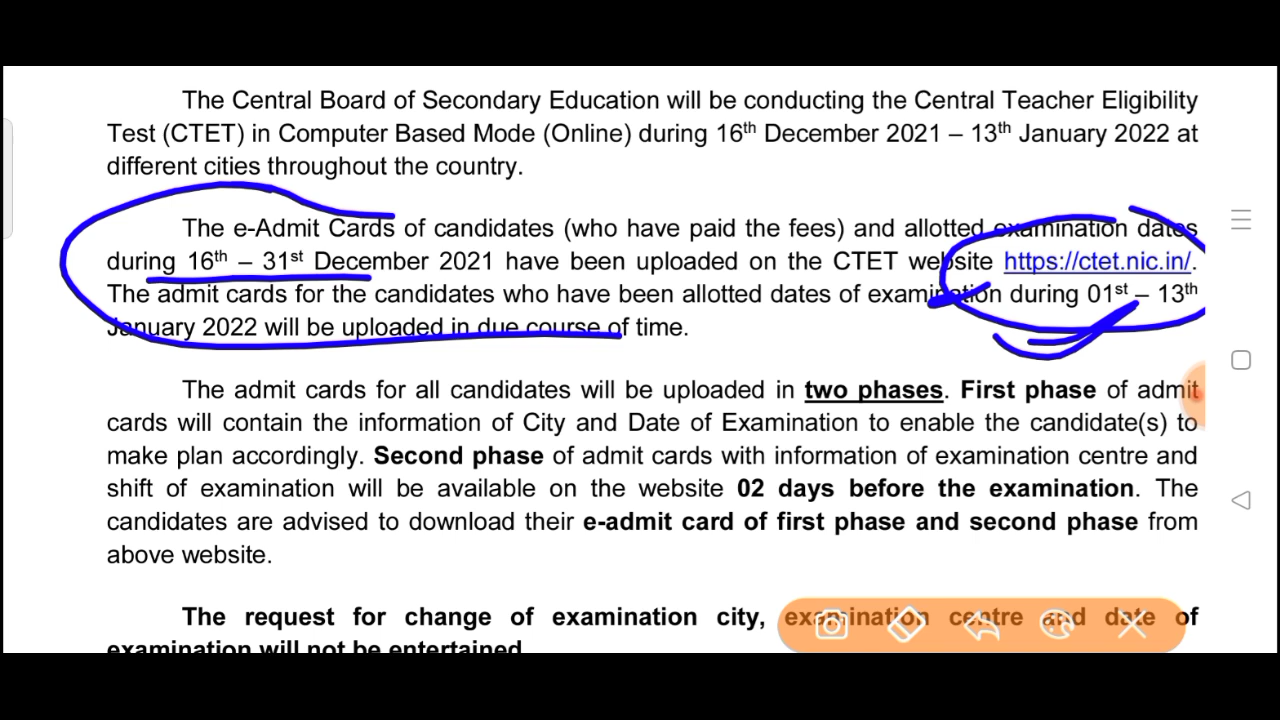 The Central Board of Secondary Education will be conducting the Central Teacher Eligibility
Test (CTET) in Computer Based Mode (Online) during 16th December 2021 – 13th January 2022 at
different cities throughout the country.
The e-Admit Cards of candidates (who have paid the fees) and allotted examination dates
during 16th – 31st December 2021 have been uploaded on the CTET website https://ctet.nic.in/.
The admit cards for the candidates who have been allotted dates of examination during 01st – 13th
January 2022 will be uploaded in due course of time.
The admit cards for all candidates will be uploaded in two phases. First phase of admit
cards will contain the information of City and Date of Examination to enable the candidate(s) to
make plan accordingly. Second phase of admit cards with information of examination centre and
shift of examination will be available on the website 02 days before the examination. The
candidates are advised to download their e-admit card of first phase and second phase from
above website.
The request for change of examination city, examination centre and date of
examination will not be entertained